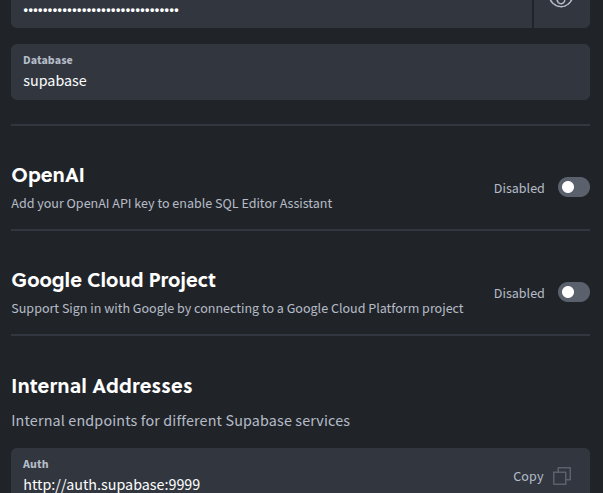 ••••••••••••••••••••••••••••••••
Database
supabase
OpenAI
Disabled
Add your OpenAI API key to enable SQL Editor Assistant
Google Cloud Project
Disabled
Support Sign in with Google by connecting to a Google Cloud Platform project
Internal Addresses
Internal endpoints for different Supabase services
Auth
http://auth.supabase:9999
Copy